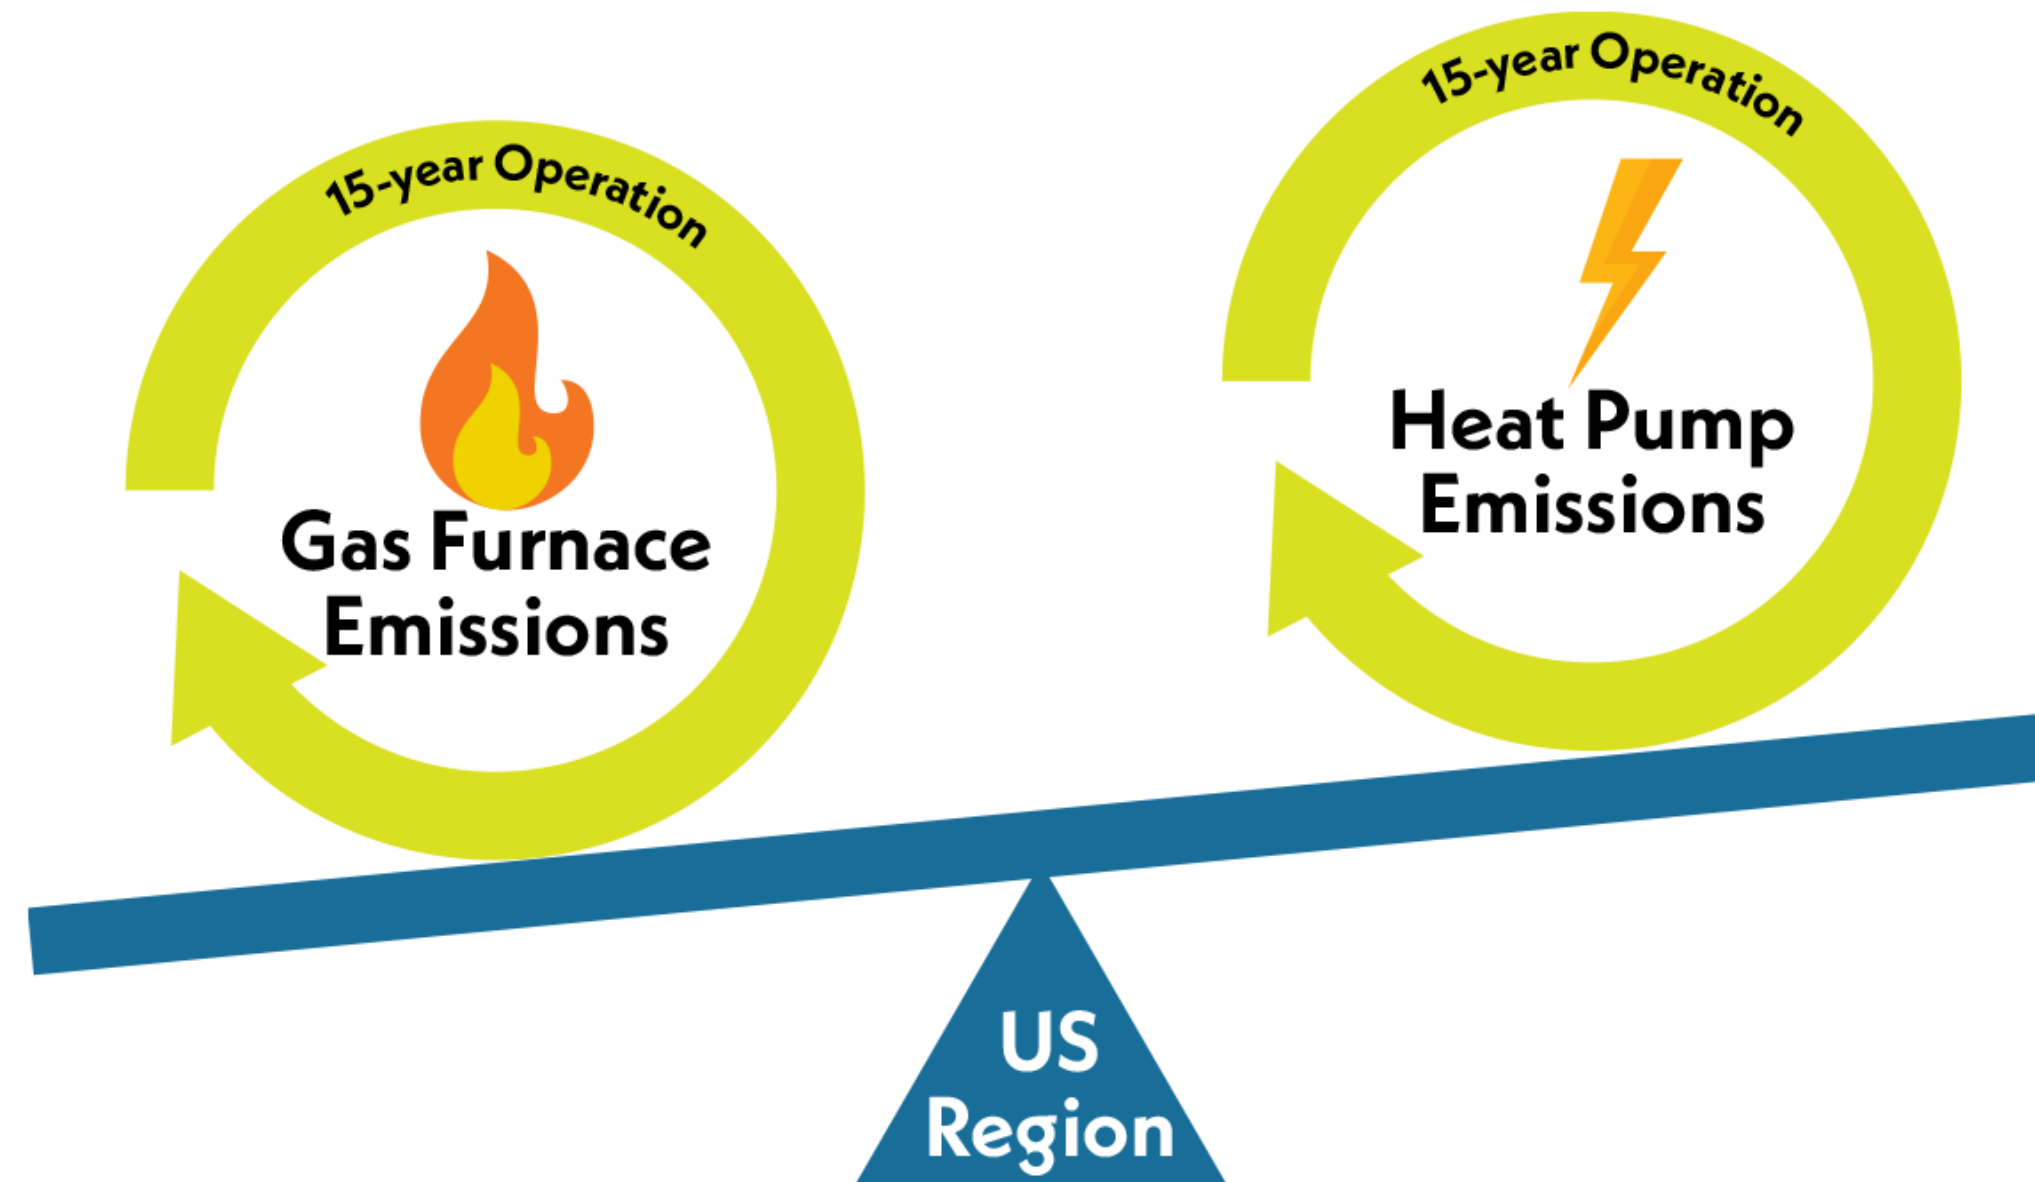 15-year Operation
Gas Furnace
Emissions
15-year Operation
Heat Pump
Emissions
US
Region